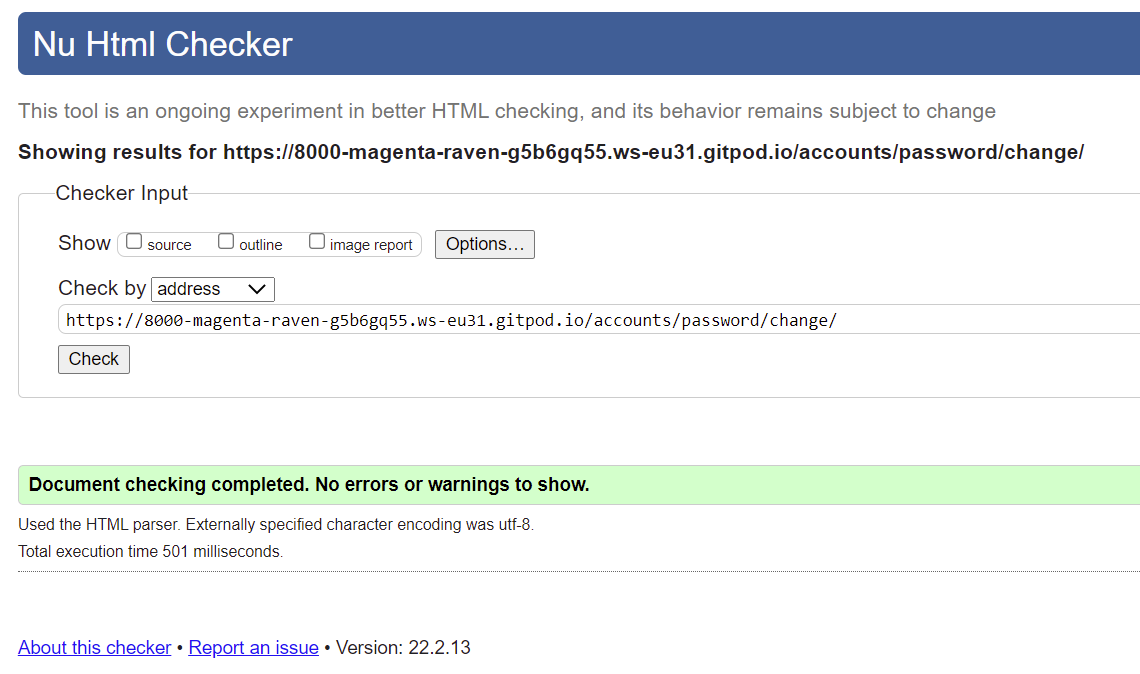 Nu Html Checker
This tool is an ongoing experiment in better HTML checking, and its behavior remains subject to change
Showing results for https://8000-magenta-raven-g5b6gq55.ws-eu31.gitpod.io/accounts/password/change/
Checker Input
Show source outline image report Options…
Check by address
https://8000-magenta-raven-g5b6gq55.ws-eu31.gitpod.io/accounts/password/change/
Check
Document checking completed. No errors or warnings to show.
Used the HTML parser. Externally specified character encoding was utf-8.
Total execution time 501 milliseconds.
About this checker • Report an issue • Version: 22.2.13